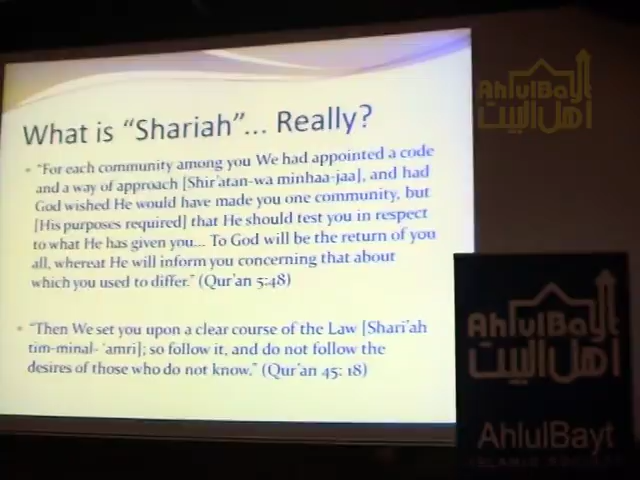 What is "Shariah"... Really?
"For each community among you We had appointed a code
and a way of approach [Shir'atan-wa minhaa-jaa], and had
God wished He would have made you one community, but
[His purposes required] that He should test you in respect
to what He has given you... To God will be the return of you
all, whereat He will inform you concerning that about
which you used to differ." (Qur'an 5:48)
"Then We set you upon a clear course of the Law [Shari'ah
tim-minal- 'amri]; so follow it, and do not follow the
desires of those who do not know." (Qur'an 45: 18)
AhlulBayt
أهل البيت
AhlulBayt
أهل البيت
AhlulBayt
ISLAMIC